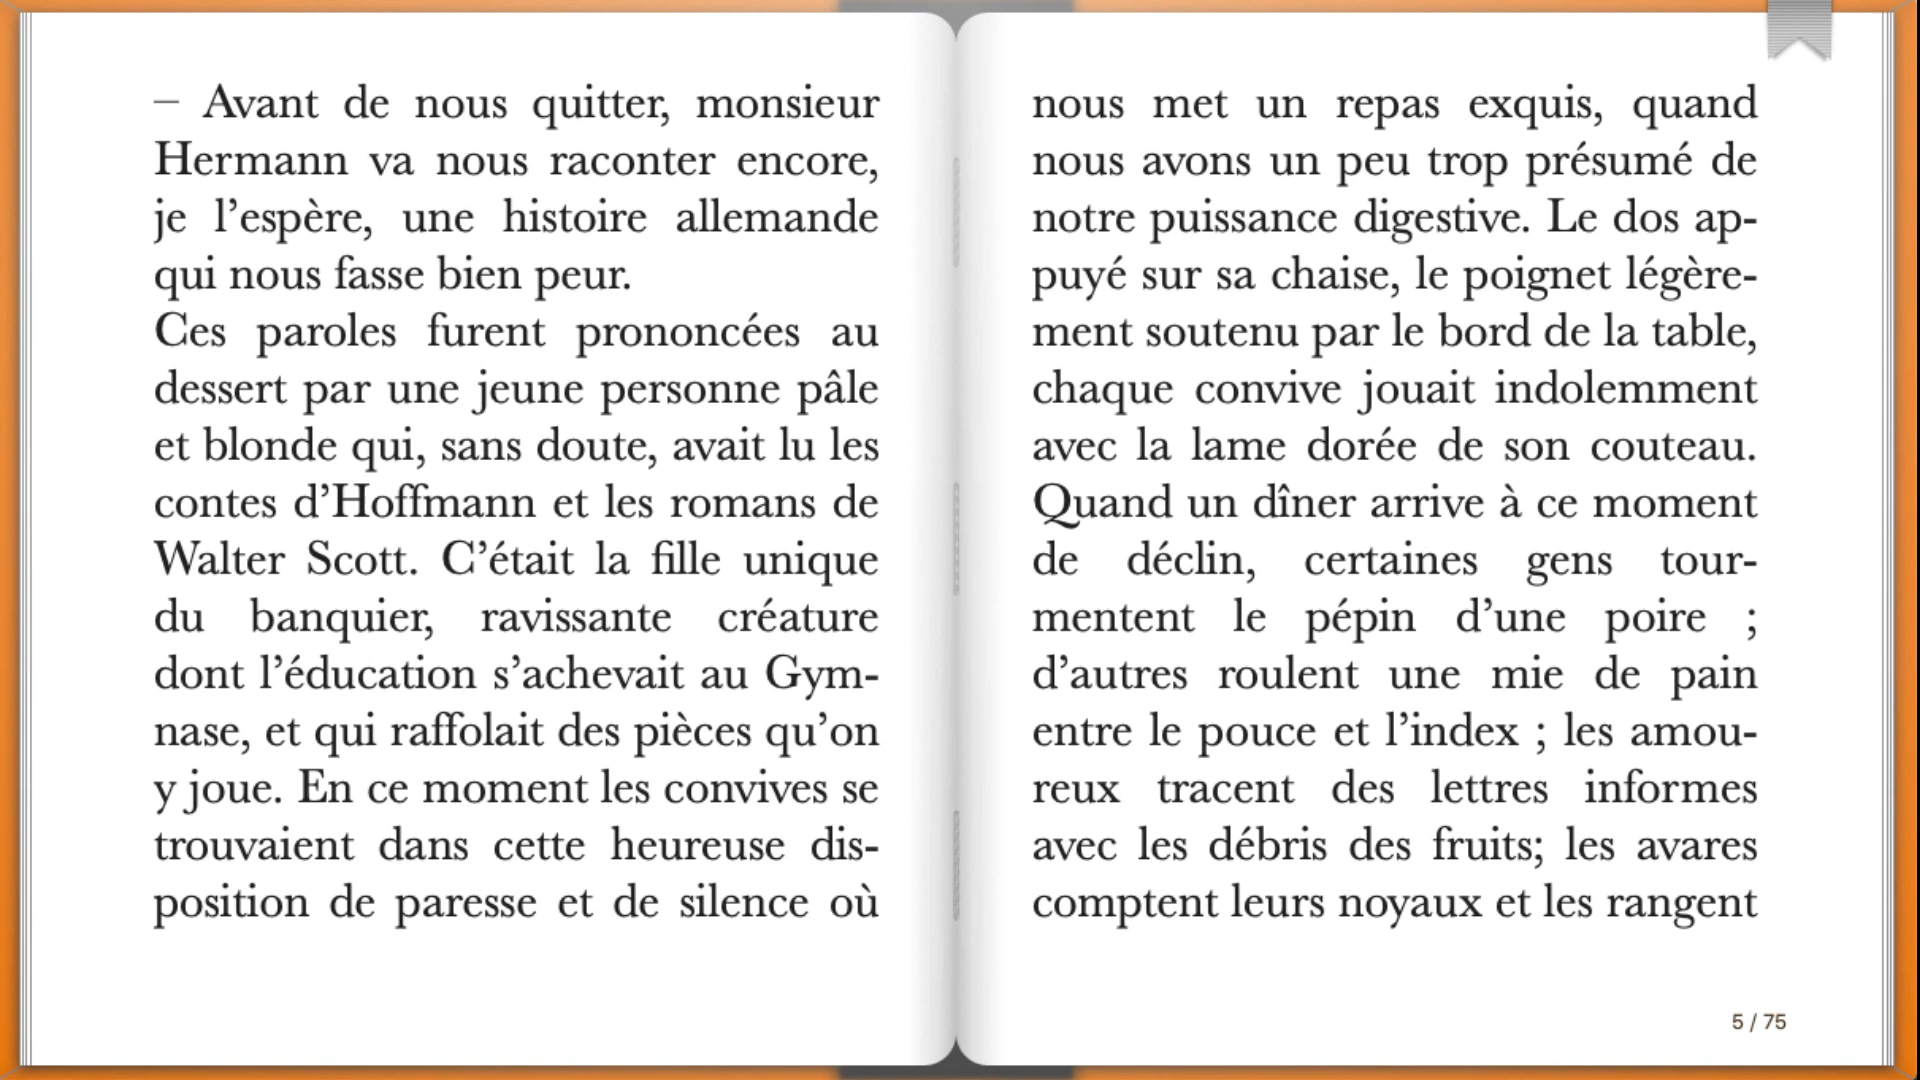 – Avant de nous quitter, monsieur
Hermann va nous raconter encore,
je l’espère, une histoire allemande
qui nous fasse bien peur.
Ces paroles furent prononcées au
dessert par une jeune personne pâle
et blonde qui, sans doute, avait lu les
contes d’Hoffmann et les romans de
Walter Scott. C’était la fille unique
du banquier, ravissante créature
dont l’éducation s’achevait au Gym-
nase, et qui raffolait des pièces qu’on
y joue. En ce moment les convives se
trouvaient dans cette heureuse dis-
position de paresse et de silence où
nous met un repas exquis, quand
nous avons un peu trop présumé de
notre puissance digestive. Le dos ap-
puyé sur sa chaise, le poignet légère-
ment soutenu par le bord de la table,
chaque convive jouait indolemment
avec la lame dorée de son couteau.
Quand un dîner arrive à ce moment
de déclin, certaines gens tour-
mentent le pépin d’une poire ;
d’autres roulent une mie de pain
entre le pouce et l’index ; les amou-
reux tracent des lettres informes
avec les débris des fruits; les avares
comptent leurs noyaux et les rangent
5 / 75